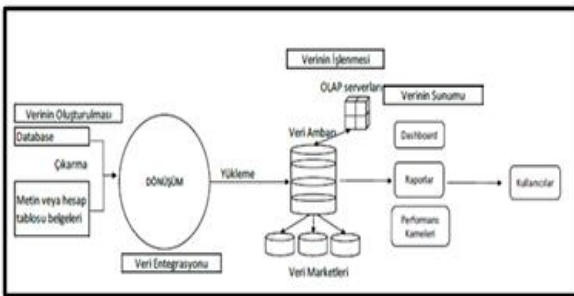 Verinin İşlenmesi
OLAP serverları
Verinin Sunumu
Verinin Oluşturulması
Database
Çıkarma
Metin veya hesap
tablosu belgeleri
DÖNÜŞÜM
Veri Entegrasyonu
Yükleme
Veri Ambarı
Veri Marketleri
Dashboard
Raporlar
Performans
Karneleri
Kullanıcılar